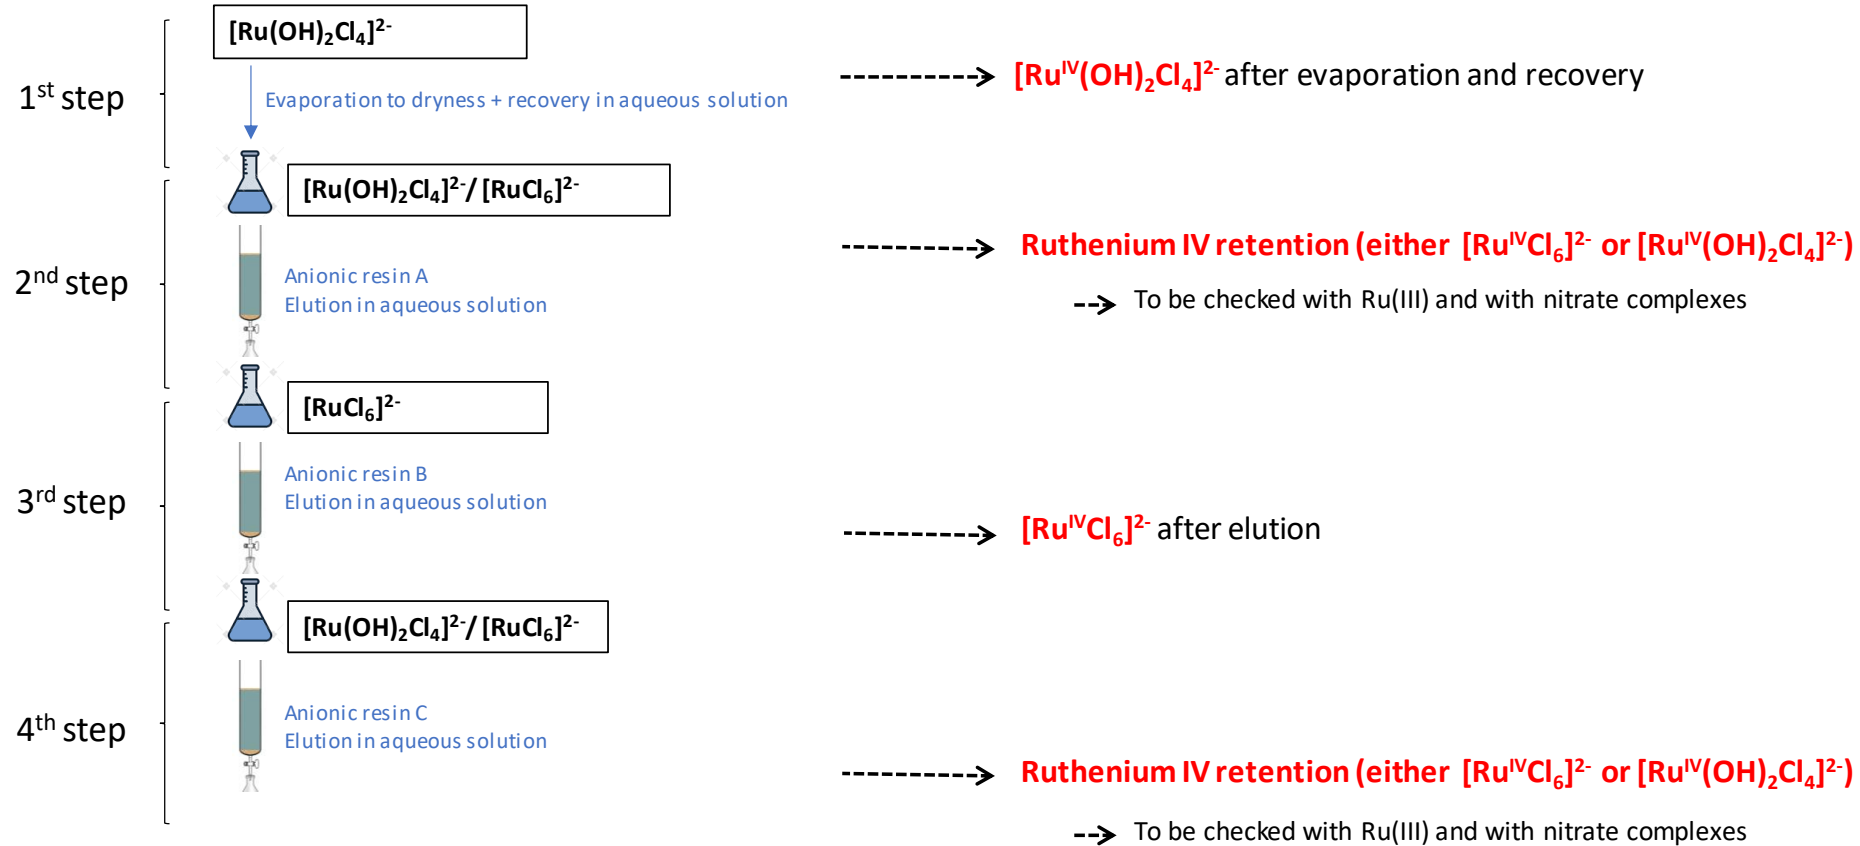 [Ru(OH)₂Cl₄]²⁻
1ˢᵗ step
Evaporation to dryness + recovery in aqueous solution
[Ruᴵⱽ(OH)₂Cl₄]²⁻ after evaporation and recovery
[Ru(OH)₂Cl₄]²⁻/ [RuCl₆]²⁻
2ⁿᵈ step
Anionic resin A
Elution in aqueous solution
Ruthenium IV retention (either [RuᴵⱽCl₆]²⁻ or [Ruᴵⱽ(OH)₂Cl₄]²⁻)
To be checked with Ru(III) and with nitrate complexes
[RuCl₆]²⁻
3ʳᵈ step
Anionic resin B
Elution in aqueous solution
[RuᴵⱽCl₆]²⁻ after elution
[Ru(OH)₂Cl₄]²⁻/ [RuCl₆]²⁻
4ᵗʰ step
Anionic resin C
Elution in aqueous solution
Ruthenium IV retention (either [RuᴵⱽCl₆]²⁻ or [Ruᴵⱽ(OH)₂Cl₄]²⁻)
To be checked with Ru(III) and with nitrate complexes